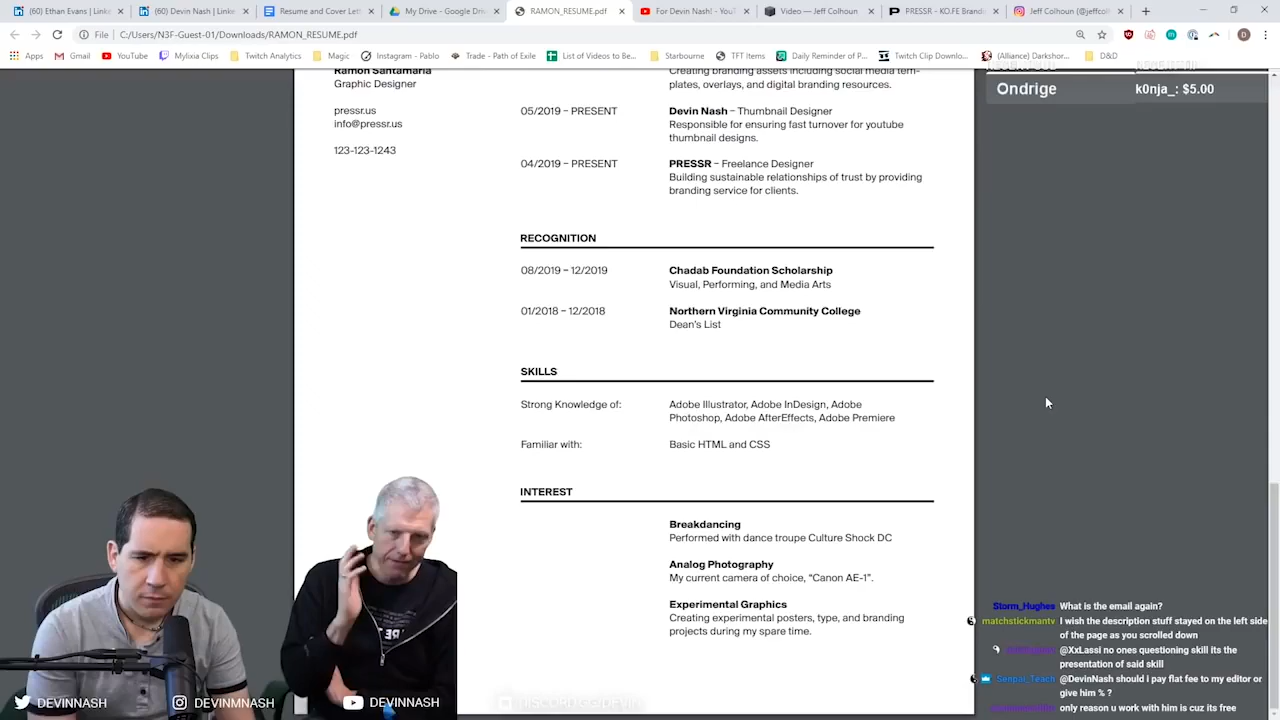 (60) Ethan Evans | Linke
(60) Devin Nash | Linke
Resume and Cover Lett
My Drive - Google Driv
RAMON_RESUME.pdf
For Devin Nash! - YouT
Video — Jeff Colhoun
PRESSR - KO.FE Brandi
Jeff Colhoun (@jeffcolh
File
C:/Users/N3F-Guest-01/Downloads/RAMON_RESUME.pdf
D
Apps
Gmail
YouTube
Mylixia Clips
Twitch Analytics
Magic
Instagram - Pablo
Trade - Path of Exile
List of Videos to Be...
Starbourne
TFT Items
Daily Reminder of P...
Twitch Clip Downlo...
(Alliance) Darkshor...
D&D
Ramon Santamaria
Graphic Designer
pressr.us
info@pressr.us
123-123-1243
Creating branding assets including social media tem-
plates, overlays, and digital branding resources.
05/2019 – PRESENT
Devin Nash – Thumbnail Designer
Responsible for ensuring fast turnover for youtube
thumbnail designs.
04/2019 – PRESENT
PRESSR – Freelance Designer
Building sustainable relationships of trust by providing
branding service for clients.
RECOGNITION
08/2019 – 12/2019
Chadab Foundation Scholarship
Visual, Performing, and Media Arts
01/2018 – 12/2018
Northern Virginia Community College
Dean's List
SKILLS
Strong Knowledge of:
Adobe Illustrator, Adobe InDesign, Adobe
Photoshop, Adobe AfterEffects, Adobe Premiere
Familiar with:
Basic HTML and CSS
INTEREST
Breakdancing
Performed with dance troupe Culture Shock DC
Analog Photography
My current camera of choice, “Canon AE-1”.
Experimental Graphics
Creating experimental posters, type, and branding
projects during my spare time.
Ondrige
k0nja_: $5.00
Storm_Hughes What is the email again?
matchstickmantv I wish the description stuff stayed on the left side
of the page as you scrolled down
@XxLassi no ones questioning skill its the
presentation of said skill
Senpai_Teach @DevinNash should i pay flat fee to my editor or
give him % ?
only reason u work with him is cuz its free
DEVINNASH
DEVINMNASH
DEVINNASH